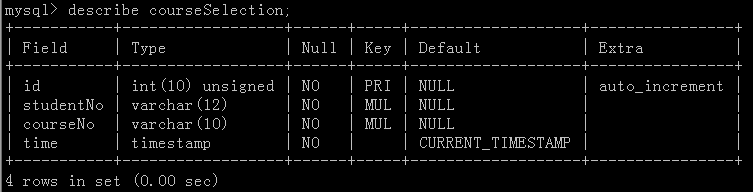 mysql> describe courseSelection;
+-----------+------------------+------+-----+-------------------+----------------+
| Field     | Type             | Null | Key | Default           | Extra          |
+-----------+------------------+------+-----+-------------------+----------------+
| id        | int(10) unsigned | NO   | PRI | NULL              | auto_increment |
| studentNo | varchar(12)      | NO   | MUL | NULL              |                |
| courseNo  | varchar(10)      | NO   | MUL | NULL              |                |
| time      | timestamp        | NO   |     | CURRENT_TIMESTAMP |                |
+-----------+------------------+------+-----+-------------------+----------------+
4 rows in set (0.00 sec)